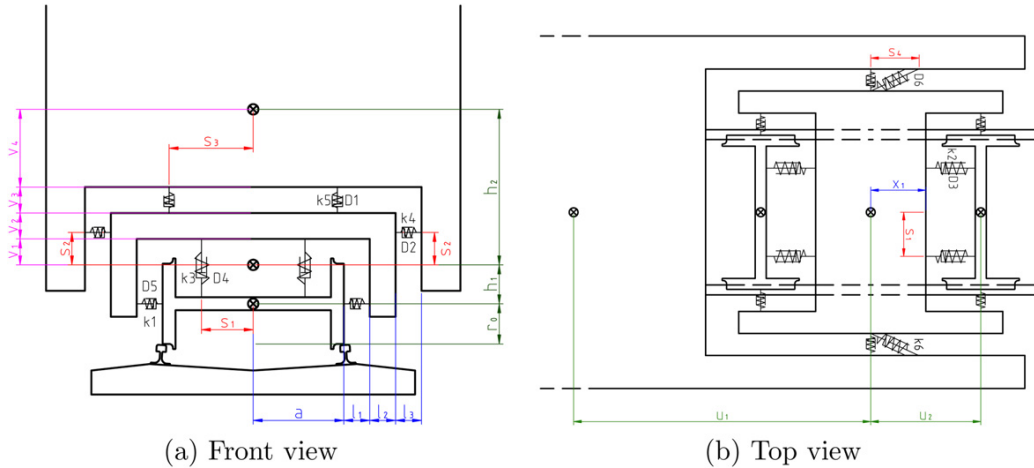 S₃
V₄
h₂
V₃
k5
D1
V₂
k4
S₂
S₂
V₁
k3
D4
D2
D5
h₁
k1
S₁
r₀
a
l₁
l₂
l₃
(a) Front view
S₄
D6
k2
D3
X₁
S₁
k6
U₁
U₂
(b) Top view